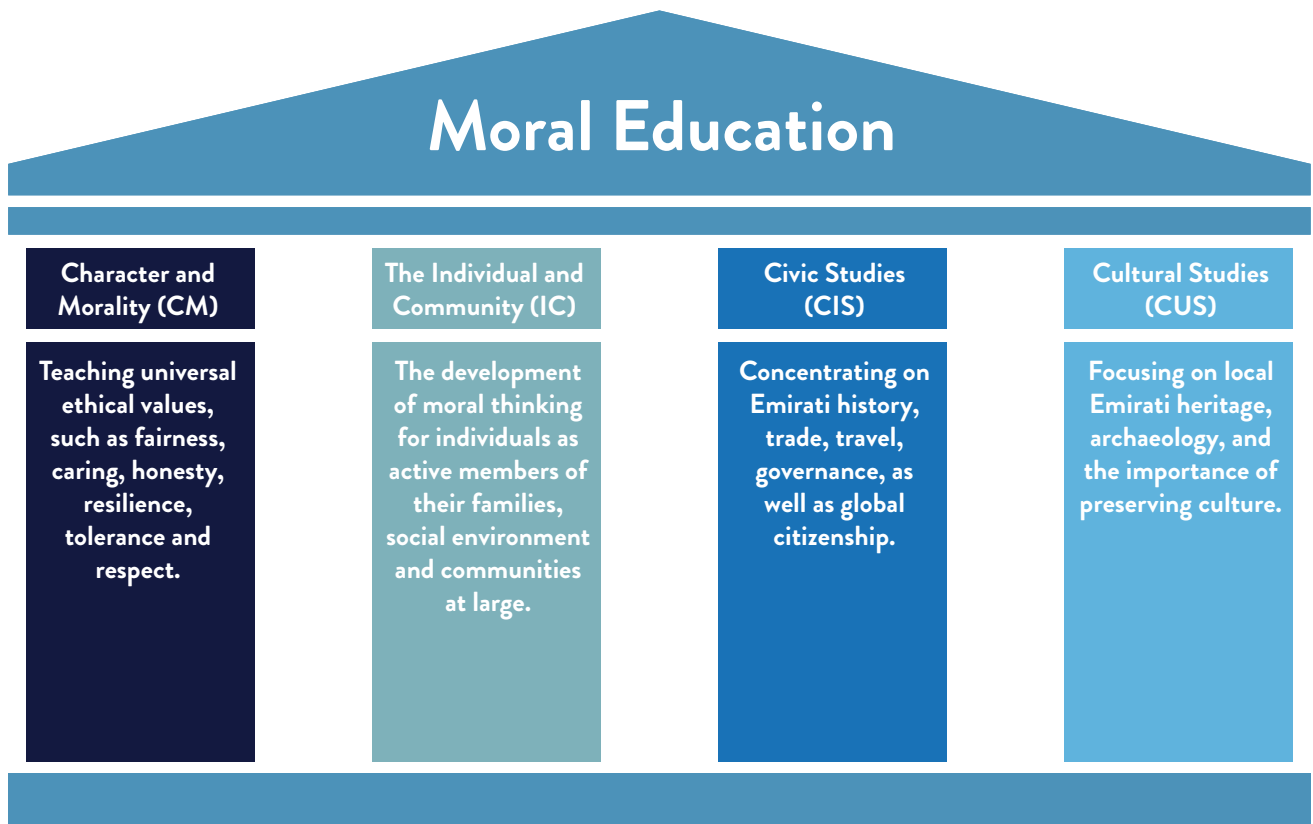 Moral Education
Character and
Morality (CM)
Teaching universal
ethical values,
such as fairness,
caring, honesty,
resilience,
tolerance and
respect.
The Individual and
Community (IC)
The development
of moral thinking
for individuals as
active members of
their families,
social environment
and communities
at large.
Civic Studies
(CIS)
Concentrating on
Emirati history,
trade, travel,
governance, as
well as global
citizenship.
Cultural Studies
(CUS)
Focusing on local
Emirati heritage,
archaeology, and
the importance of
preserving culture.